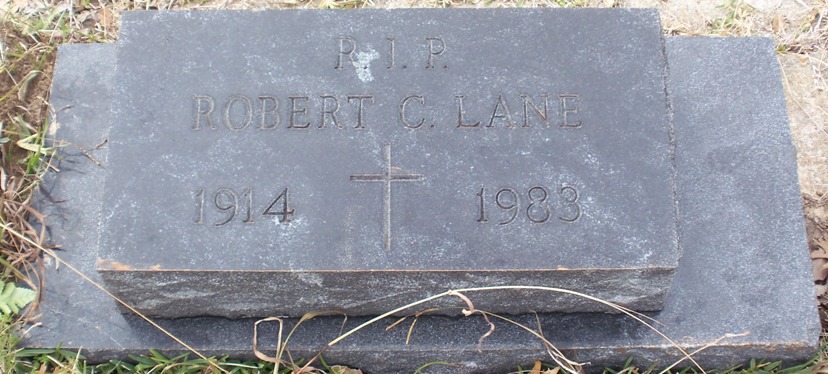 R. I. P.
ROBERT C. LANE
1914 1983